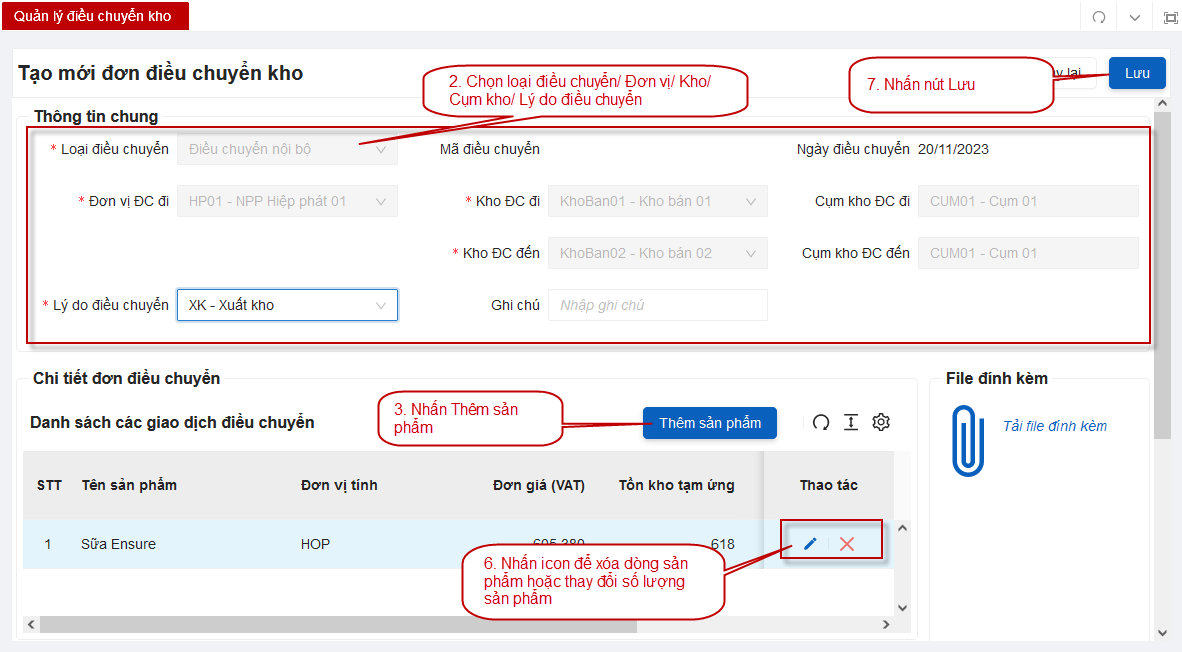 Quản lý điều chuyển kho
Tạo mới đơn điều chuyển kho
2. Chọn loại điều chuyển/ Đơn vị/ Kho/
Cụm kho/ Lý do điều chuyển
7. Nhấn nút Lưu
lại
Lưu
Thông tin chung
* Loại điều chuyển
Điều chuyển nội bộ
Mã điều chuyển
Ngày điều chuyển 20/11/2023
* Đơn vị ĐC đi
HP01 - NPP Hiệp phát 01
* Kho ĐC đi
KhoBan01 - Kho bán 01
Cụm kho ĐC đi
CUM01 - Cụm 01
* Kho ĐC đến
KhoBan02 - Kho bán 02
Cụm kho ĐC đến
CUM01 - Cụm 01
* Lý do điều chuyển
XK - Xuất kho
Ghi chú
Nhập ghi chú
Chi tiết đơn điều chuyển
File đính kèm
Danh sách các giao dịch điều chuyển
3. Nhấn Thêm sản
phẩm
Thêm sản phẩm
Tải file đính kèm
STT
Tên sản phẩm
Đơn vị tính
Đơn giá (VAT)
Tồn kho tạm ứng
Thao tác
1
Sữa Ensure
HOP
605,380
618
6. Nhấn icon để xóa dòng sản
phẩm hoặc thay đổi số lượng
sản phẩm